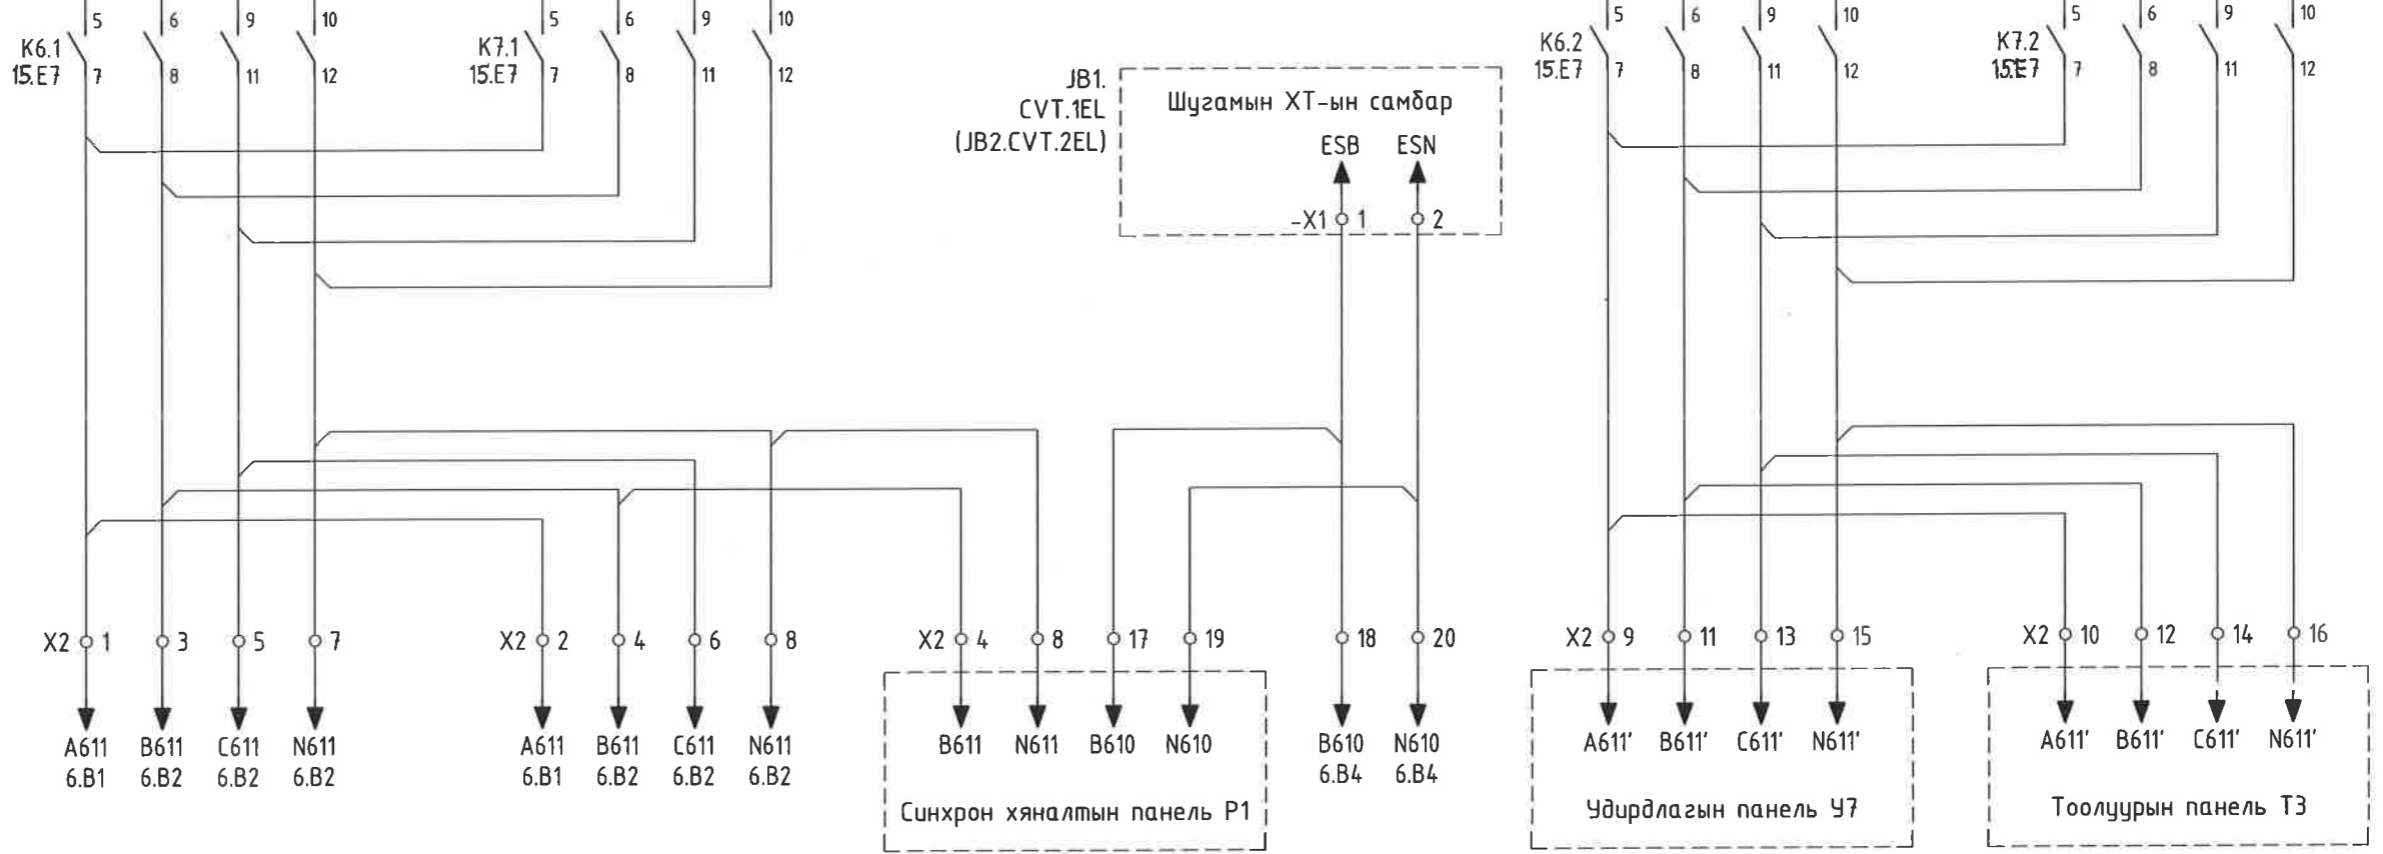 5 6 9 10 5 6 9 10 5 6 9 10 5 6 9 10
K6.1 K7.1 K6.2 K7.2
15.E7 7 8 11 12 15.E7 7 8 11 12 15.E7 7 8 11 12 15.E7 7 8 11 12
JB1.
CVT.1EL
(JB2.CVT.2EL)
Шугамын ХТ-ын самбар
ESB ESN
-X1 1 2
X2 1 3 5 7 X2 2 4 6 8 X2 4 8 17 19 18 20 X2 9 11 13 15 X2 10 12 14 16
A611 B611 C611 N611 A611 B611 C611 N611 B611 N611 B610 N610 B610 N610 A611' B611' C611' N611' A611' B611' C611' N611'
6.B1 6.B2 6.B2 6.B2 6.B1 6.B2 6.B2 6.B2 6.B4 6.B4
Синхрон хяналтын панель Р1
Удирдлагын панель У7
Тоолуурын панель Т3